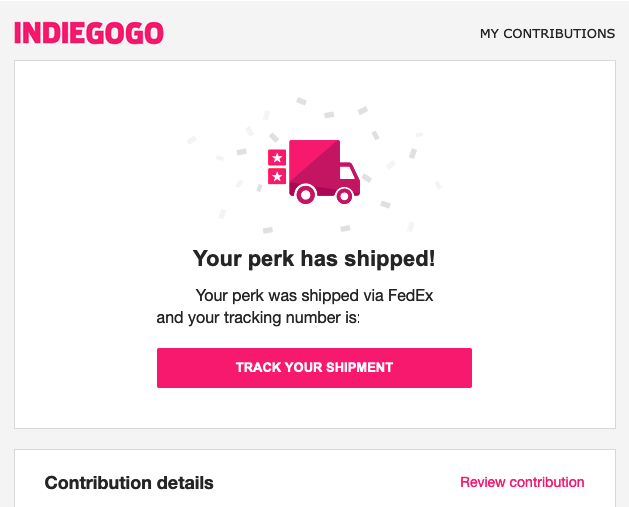 INDIEGOGO
MY CONTRIBUTIONS
Your perk has shipped!
Your perk was shipped via FedEx
and your tracking number is:
TRACK YOUR SHIPMENT
Contribution details
Review contribution